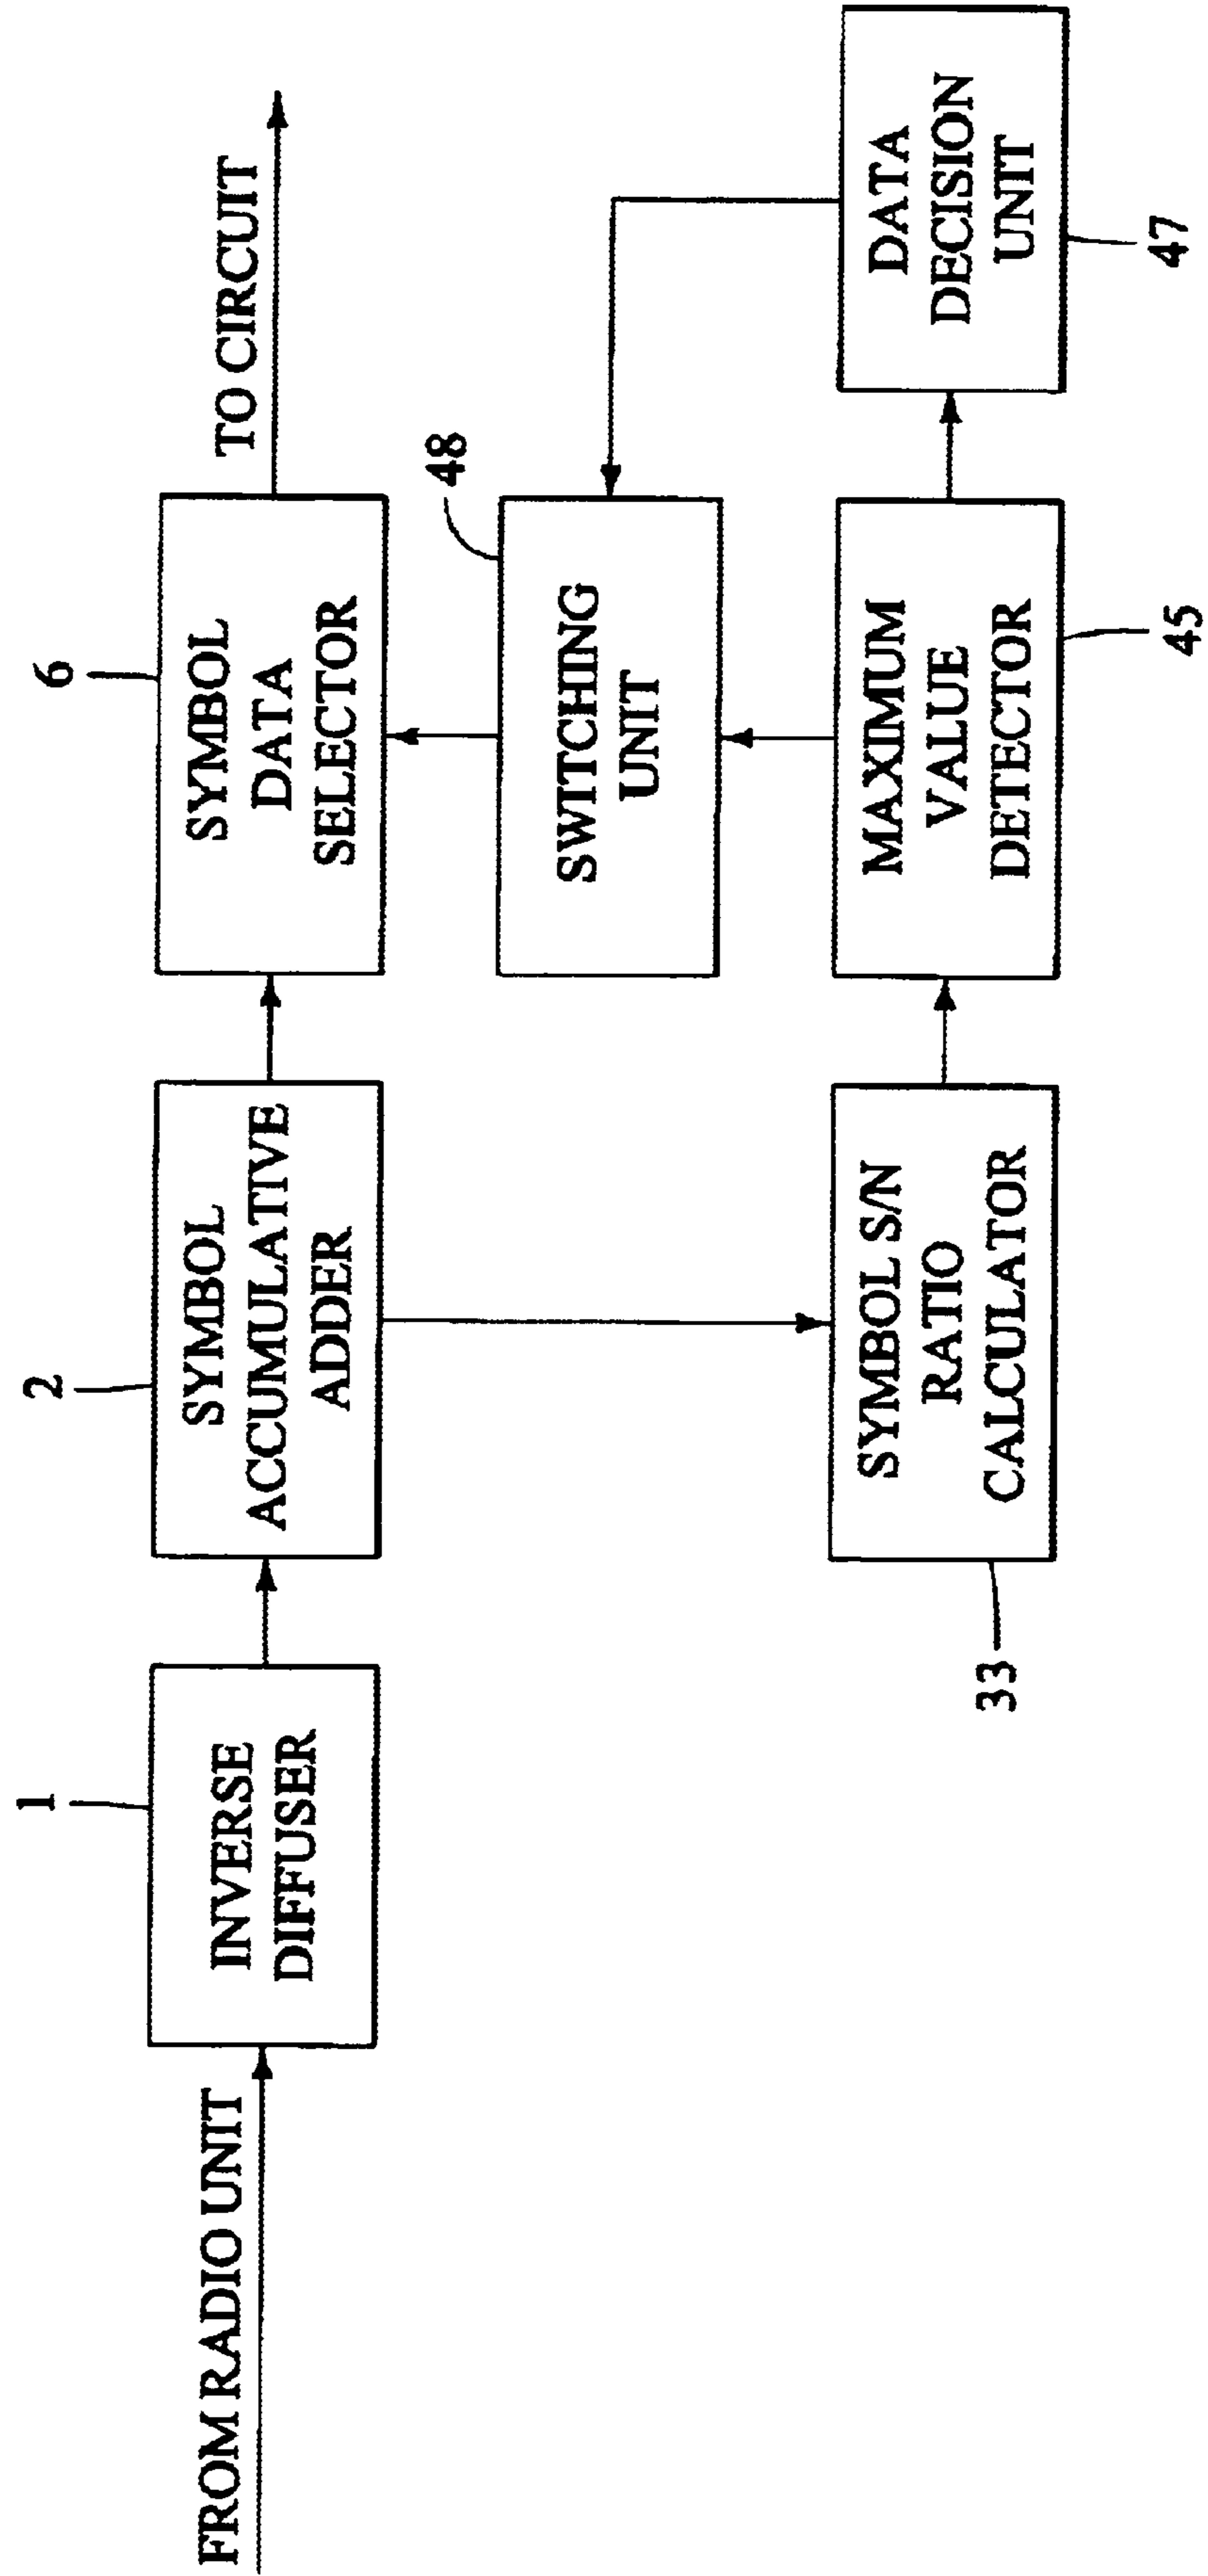 FROM RADIO UNIT
1
INVERSE
DIFFUSER
2
SYMBOL
ACCUMULATIVE
ADDER
6
SYMBOL
DATA
SELECTOR
TO CIRCUIT
48
SWITCHING
UNIT
33
SYMBOL S/N
RATIO
CALCULATOR
MAXIMUM
VALUE
DETECTOR
45
DATA
DECISION
UNIT
47